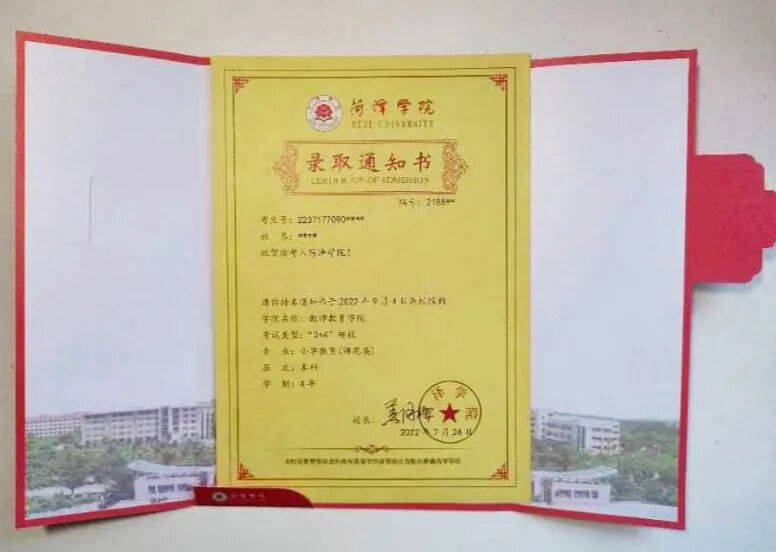 菏泽学院
HEZE UNIVERSITY
录取通知书
CERTIFICATE OF ADMISSION
编号：2188**
考生号：2237177090****
姓 名：****
祝贺你考入菏泽学院！
请你持本通知书于2022年9月4日来校报到
学院名称：教师教育学院
考试类型："3+4"转段
专 业：小学教育(师范类)
层 次：本科
学 制：4年
校长：
2022年7月24日